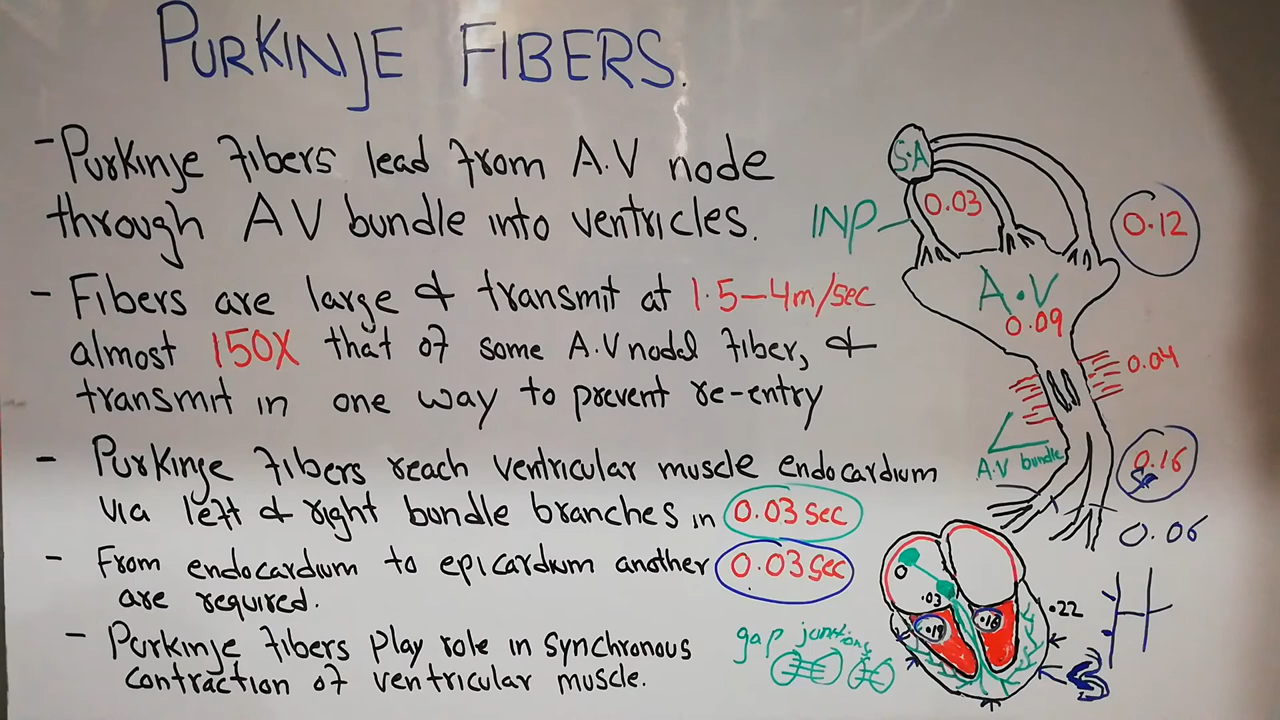 PURKINJE FIBERS.
- Purkinje fibers lead from A.V node
through A V bundle into ventricles.
- Fibers are large & transmit at 1.5-4m/sec
almost 150X that of some A.V nodal fiber, &
transmit in one way to prevent re-entry
- Purkinje fibers reach ventricular muscle endocardium
via left & right bundle branches in 0.03 sec
- From endocardium to epicardium another 0.03 sec
are required.
- Purkinje fibers play role in synchronous
contraction of ventricular muscle.
S.A
0.03
INP
0.12
A.V
0.09
0.04
A.V bundle
0.16
0.06
.03
.19
.18
.22
gap juntions